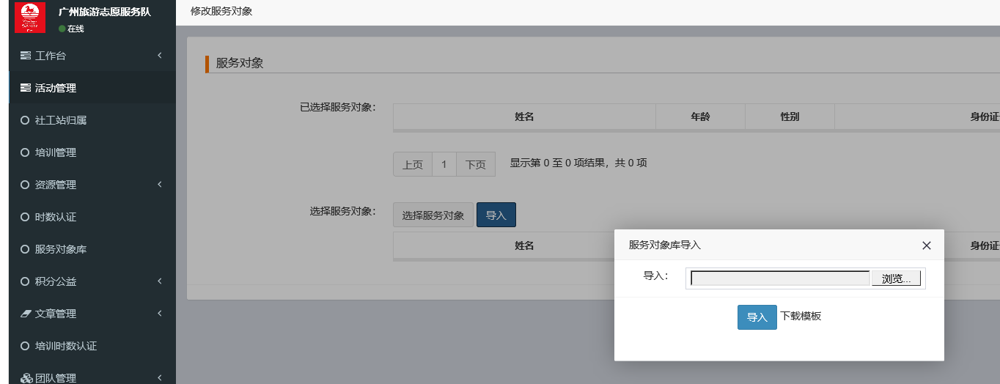 广州旅游志愿服务队
在线
修改服务对象
工作台
活动管理
社工站归属
培训管理
资源管理
时数认证
服务对象库
积分公益
文章管理
培训时数认证
团队管理
服务对象
已选择服务对象：
姓名 年龄 性别 身份证
上页 1 下页 显示第 0 至 0 项结果，共 0 项
选择服务对象： 选择服务对象 导入
姓名 身份证
服务对象库导入
导入： 浏览...
导入 下载模板